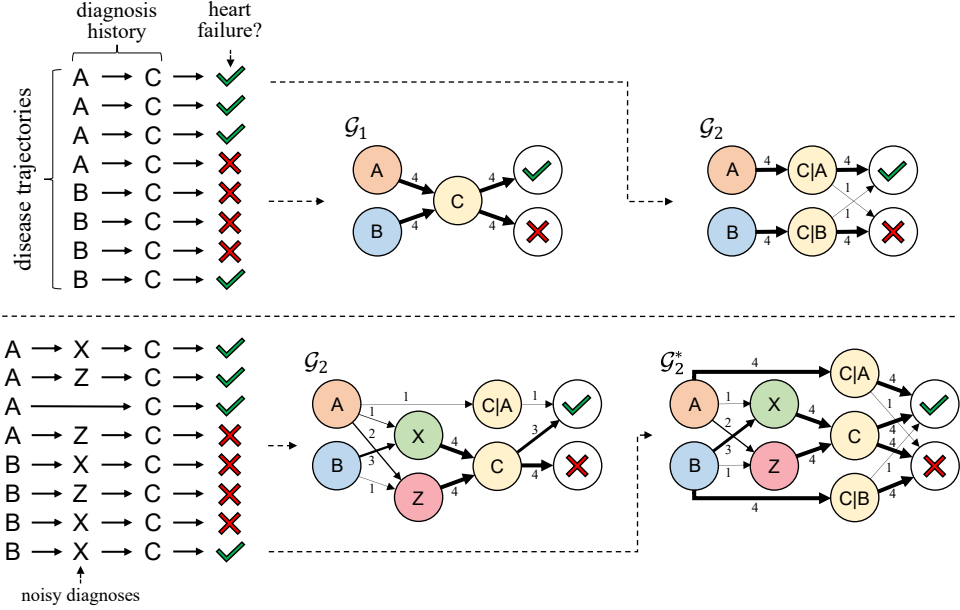 diagnosis history
heart failure?
disease trajectories
A C
A C
A C
A C
B C
B C
B C
B C
𝒢1
A
B
4
4
C
4
4
𝒢2
A
B
4
4
C|A
C|B
4
1
1
4
A X C
A Z C
A C
A Z C
B X C
B Z C
B X C
B X C
noisy diagnoses
𝒢2
A
B
1
1
2
3
1
X
Z
4
4
C|A
C
1
3
4
𝒢2*
A
B
4
1
2
3
1
4
X
Z
4
4
C|A
C
C|B
4
1
4
4
1
4